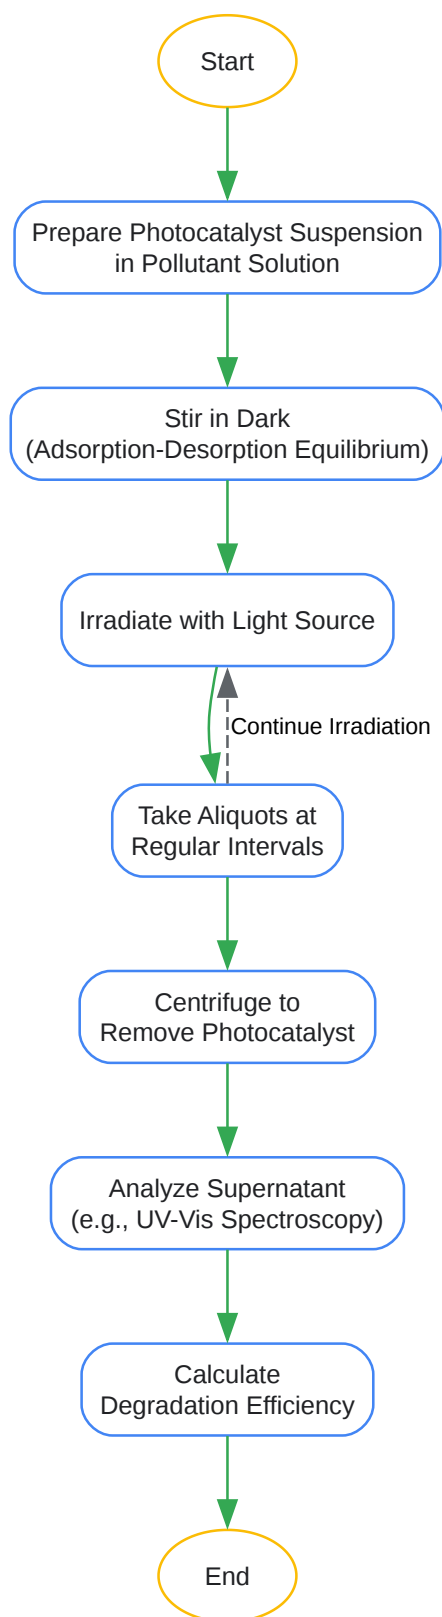 Start
Prepare Photocatalyst Suspension
in Pollutant Solution
Stir in Dark
(Adsorption-Desorption Equilibrium)
Irradiate with Light Source
Continue Irradiation
Take Aliquots at
Regular Intervals
Centrifuge to
Remove Photocatalyst
Analyze Supernatant
(e.g., UV-Vis Spectroscopy)
Calculate
Degradation Efficiency
End